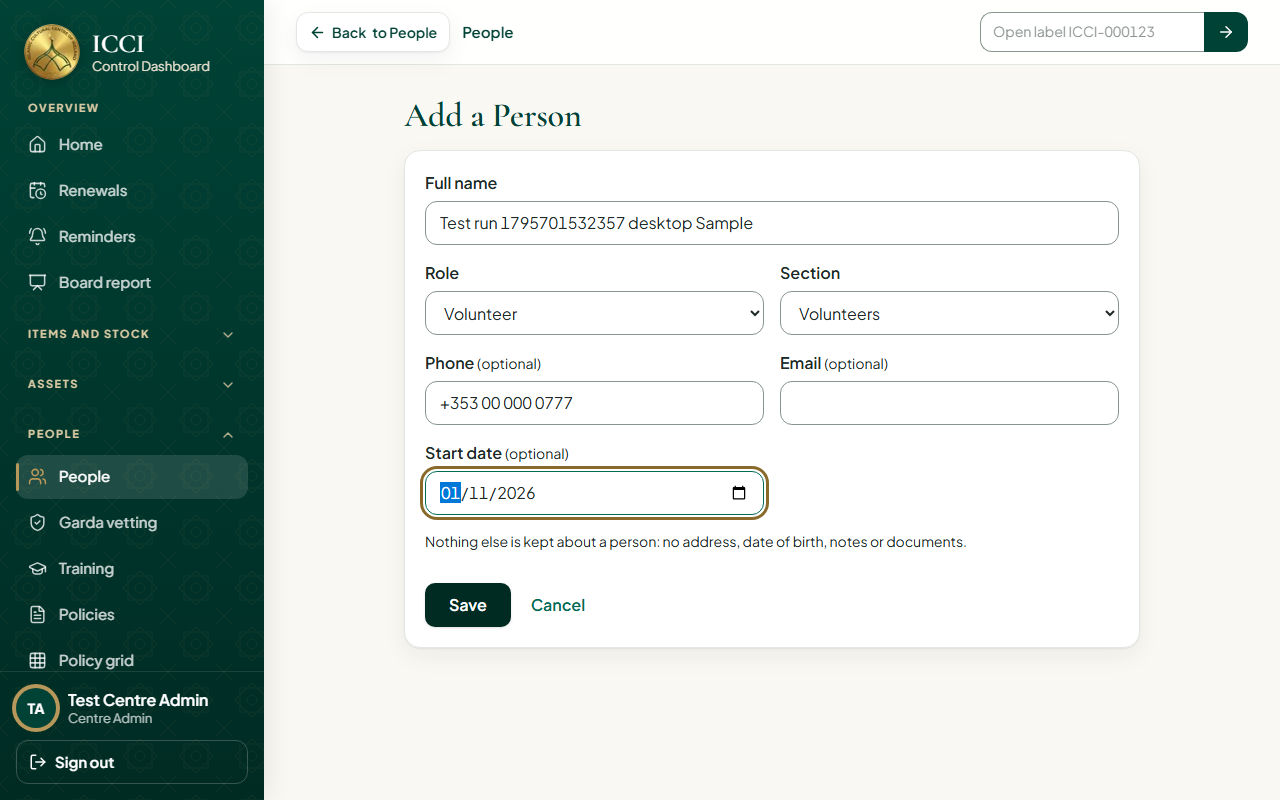 ICCI
Control Dashboard
OVERVIEW
Home
Renewals
Reminders
Board report
ITEMS AND STOCK
ASSETS
PEOPLE
People
Garda vetting
Training
Policies
Policy grid
TA
Test Centre Admin
Centre Admin
Sign out
Back to People
People
Open label ICCI-000123
Add a Person
Full name
Test run 1795701532357 desktop Sample
Role
Section
Volunteer
Volunteers
Phone (optional)
Email (optional)
+353 00 000 0777
Start date (optional)
01/11/2026
Nothing else is kept about a person: no address, date of birth, notes or documents.
Save
Cancel